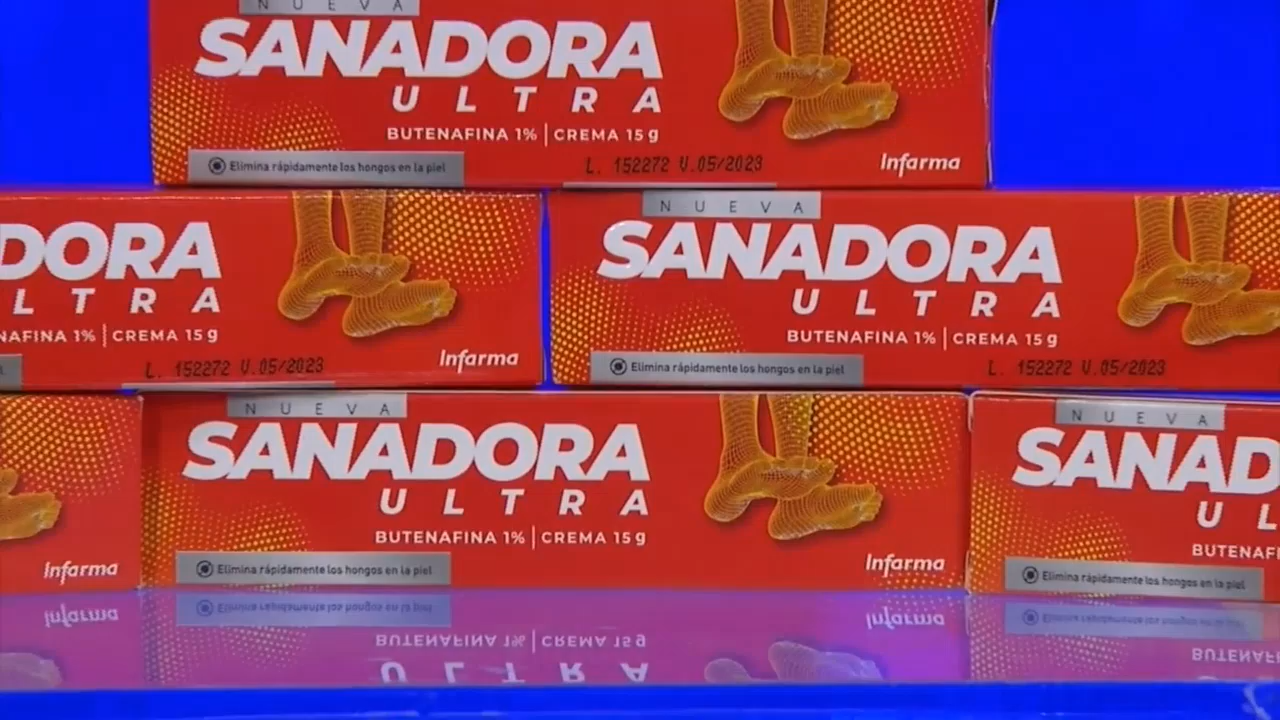 NUEVA
SANADORA
ULTRA
BUTENAFINA 1% | CREMA 15 g
Elimina rápidamente los hongos en la piel
L. 152272 V.05/2023
Infarma
DORA
LTRA
NAFINA 1% | CREMA 15 g
L. 152272 V.05/2023
Infarma
NUEVA
SANADORA
ULTRA
BUTENAFINA 1% | CREMA 15 g
Elimina rápidamente los hongos en la piel
L. 152272 V.05/2023
Infarma
NUEVA
SANADORA
ULTRA
BUTENAFINA 1% | CREMA 15 g
Elimina rápidamente los hongos en la piel
Infarma
NUEVA
SANAD
UL
BUTENAFI
Elimina rápidamente los hongos en la piel